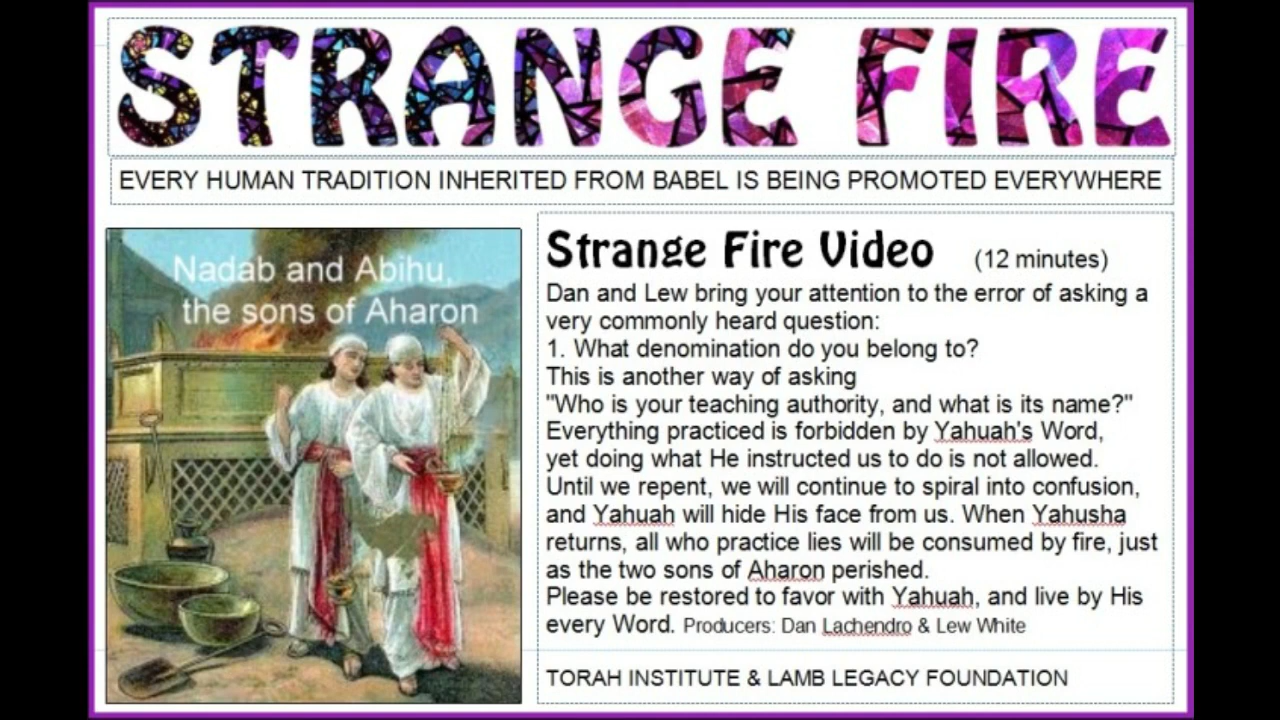 STRANGE FIRE
EVERY HUMAN TRADITION INHERITED FROM BABEL IS BEING PROMOTED EVERYWHERE
Nadab and Abihu,
the sons of Aharon
Strange Fire Video (12 minutes)
Dan and Lew bring your attention to the error of asking a
very commonly heard question:
1. What denomination do you belong to?
This is another way of asking
"Who is your teaching authority, and what is its name?"
Everything practiced is forbidden by Yahuah's Word,
yet doing what He instructed us to do is not allowed.
Until we repent, we will continue to spiral into confusion,
and Yahuah will hide His face from us. When Yahusha
returns, all who practice lies will be consumed by fire, just
as the two sons of Aharon perished.
Please be restored to favor with Yahuah, and live by His
every Word. Producers: Dan Lachendro & Lew White
TORAH INSTITUTE & LAMB LEGACY FOUNDATION